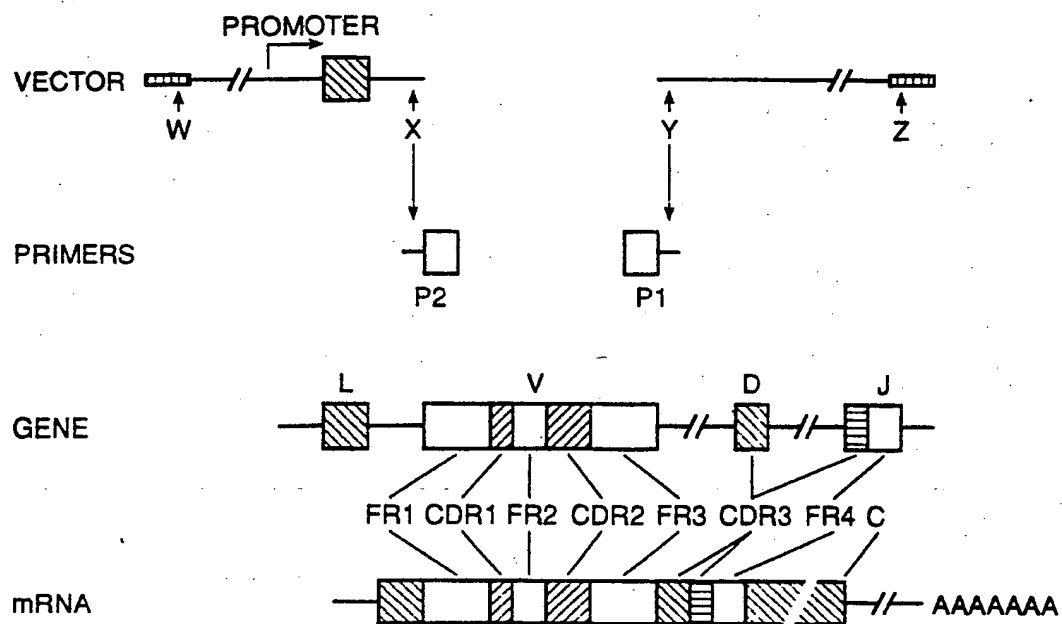 PROMOTER
VECTOR
W X Y Z
PRIMERS
P2 P1
L V D J
GENE
FR1 CDR1 FR2 CDR2 FR3 CDR3 FR4 C
mRNA AAAAAAA